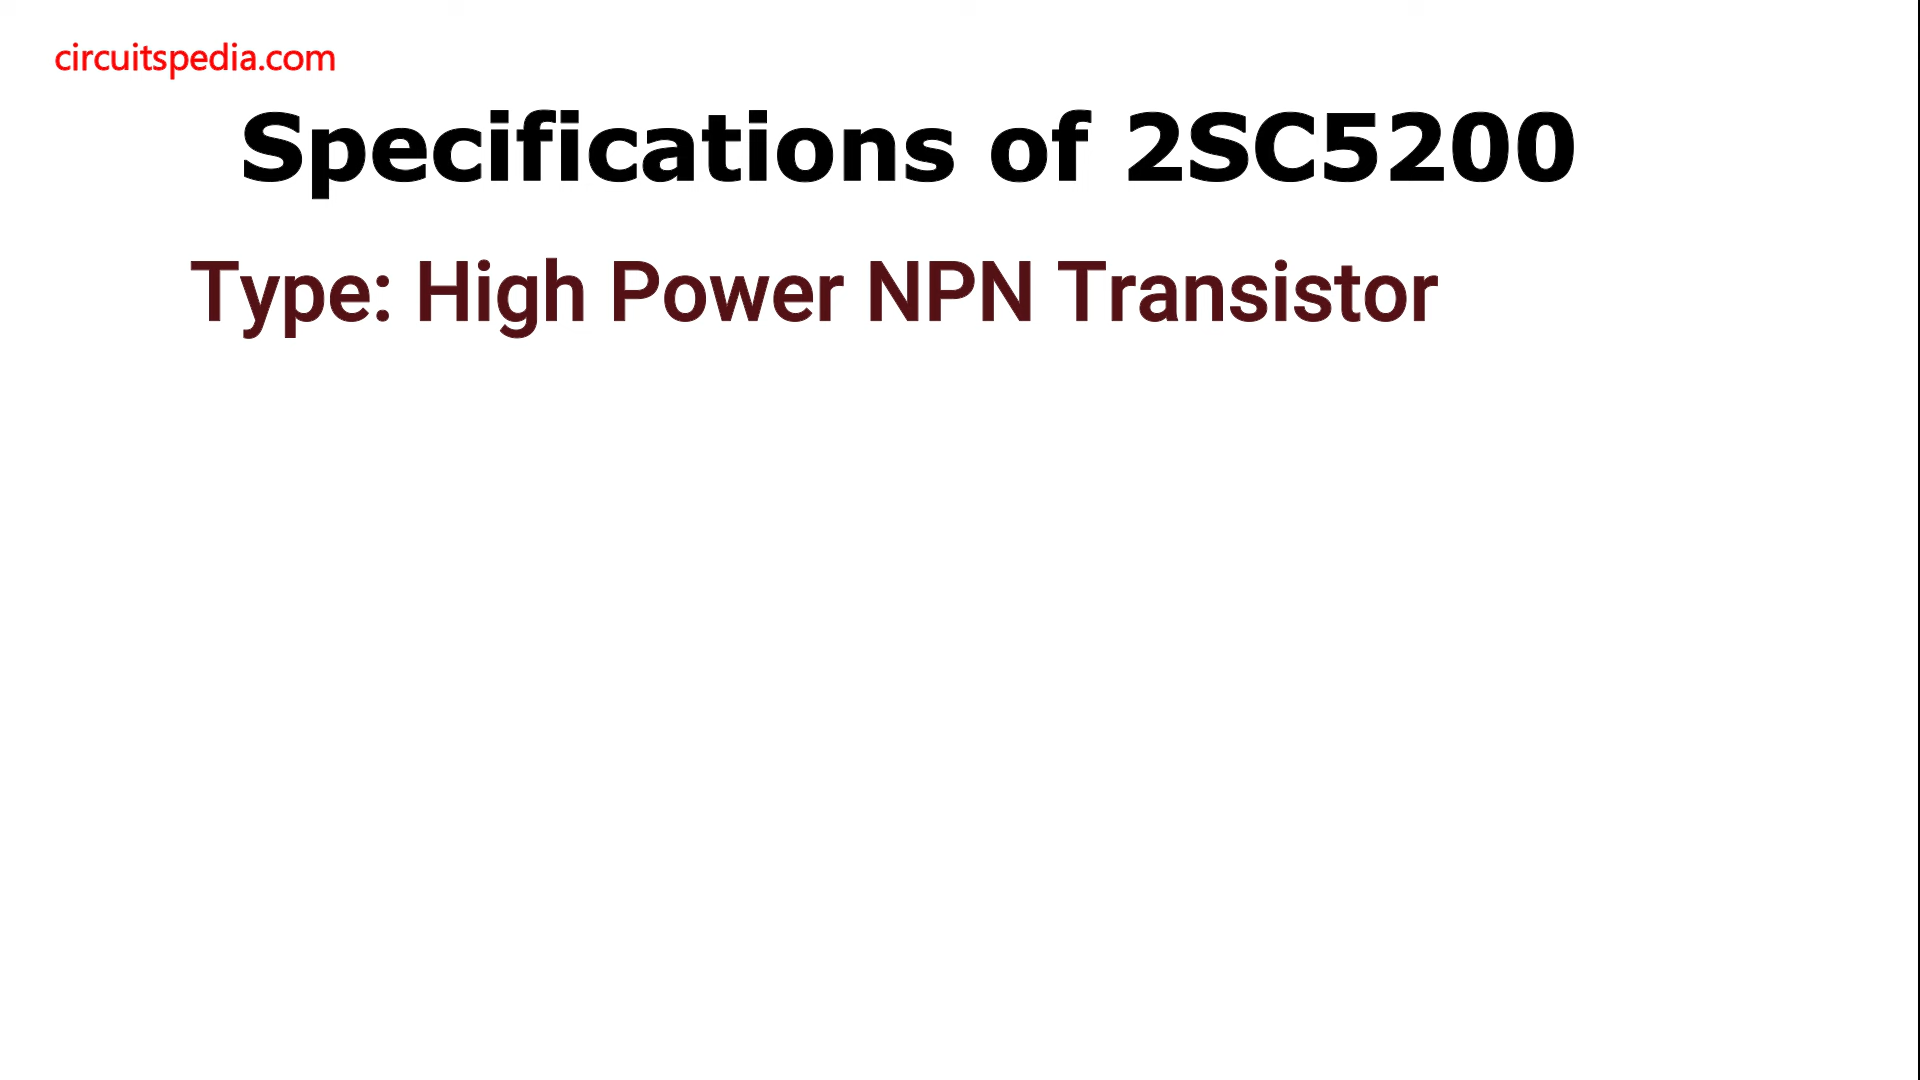 circuitspedia.com
Specifications of 2SC5200
Type: High Power NPN Transistor